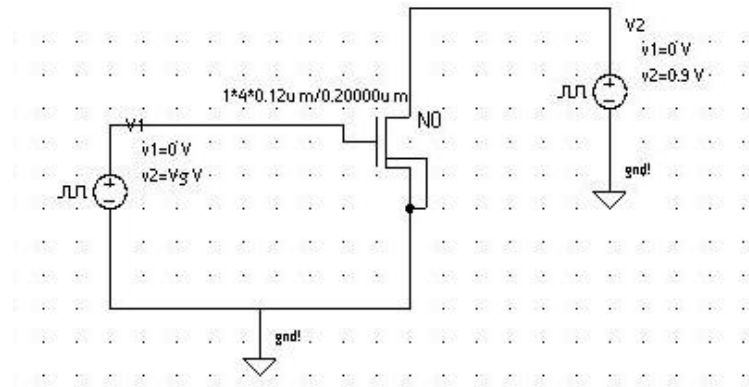 V2
v1=0 V
v2=0.9 V
1*4*0.12u m/0.20000u m
N0
V1
v1=0 V
v2=Vg V
gnd!
gnd!